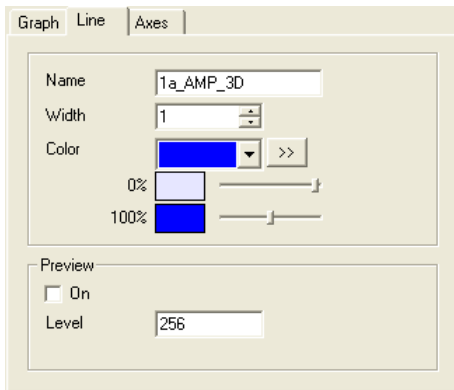 Graph Line Axes
Name 1a_AMP_3D
Width 1
Color >>
0%
100%
Preview
On
Level 256